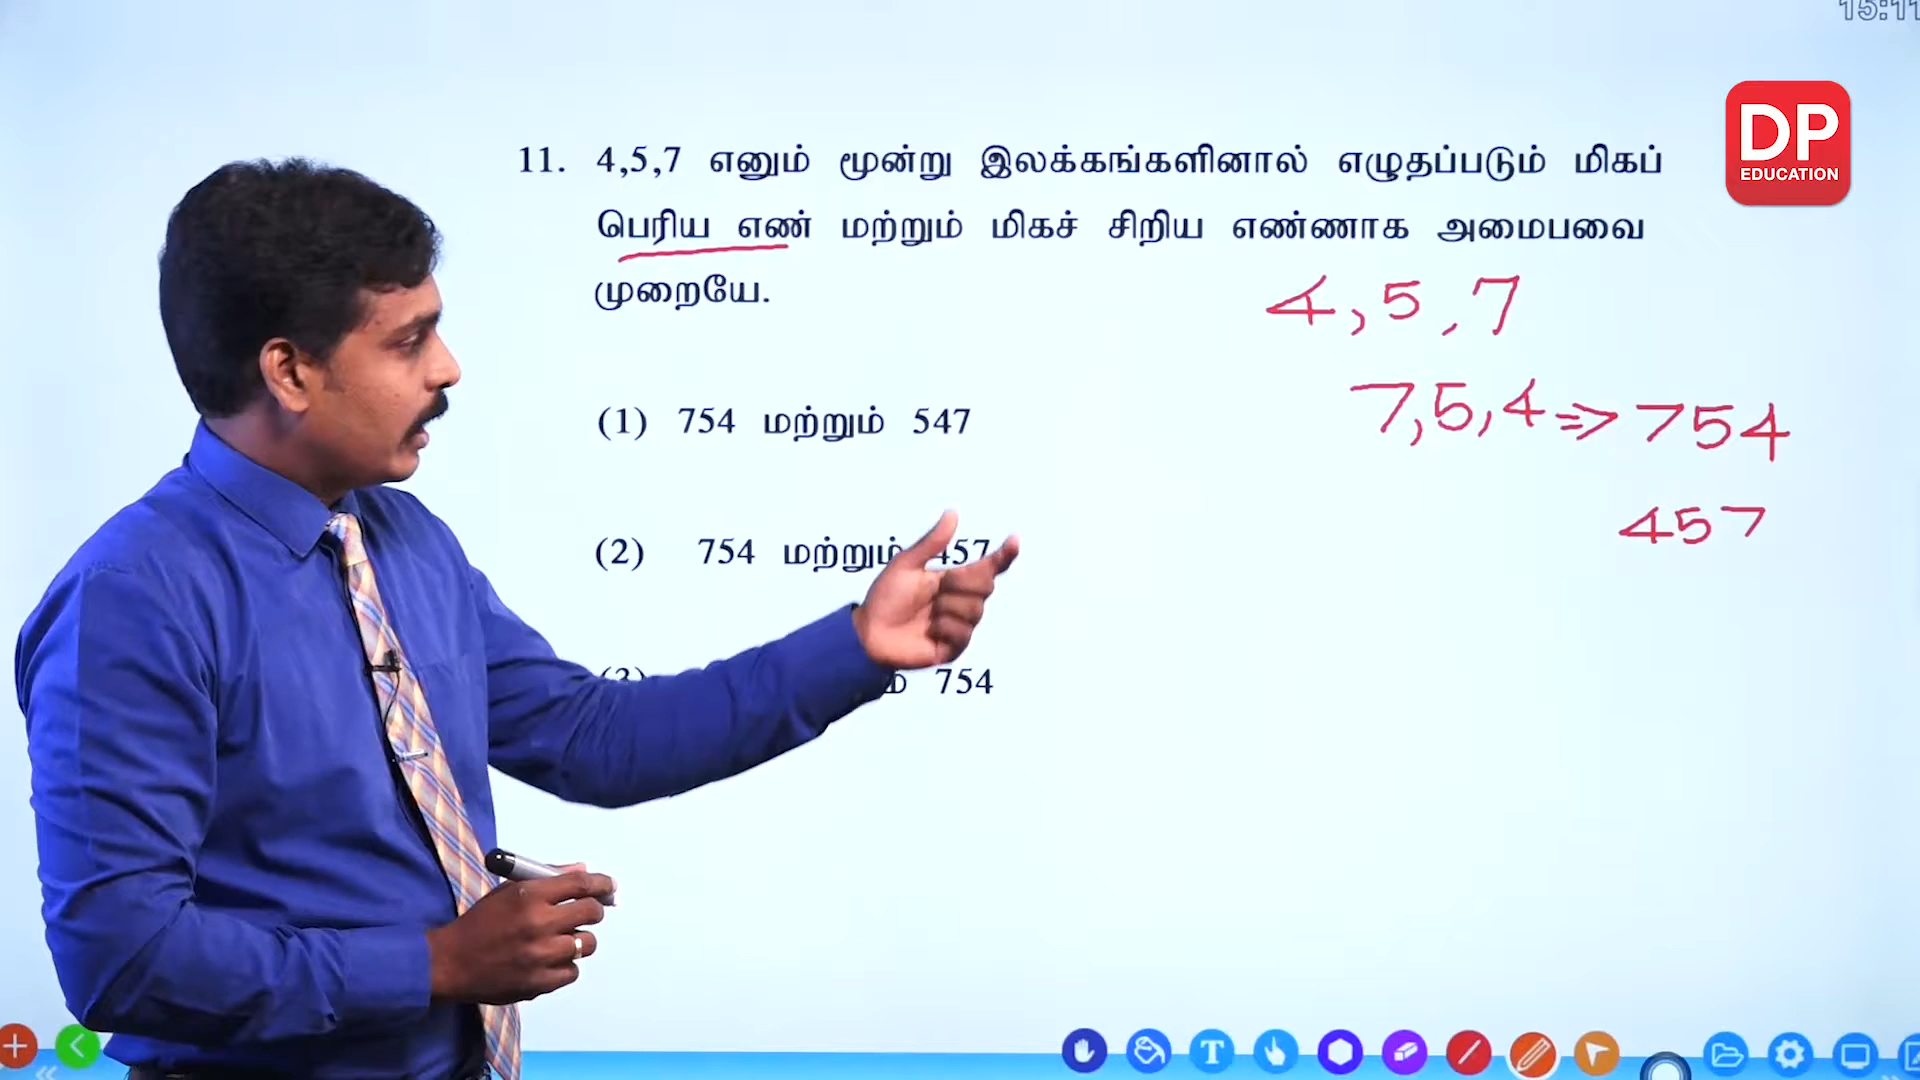 15:11
DP
EDUCATION
11. 4,5,7 எனும் மூன்று இலக்கங்களினால் எழுதப்படும் மிகப்
பெரிய எண் மற்றும் மிகச் சிறிய எண்ணாக அமைபவை
முறையே.
4, 5, 7
7, 5, 4 => 754
457
(1) 754 மற்றும் 547
(2) 754 மற்றும் 457
(3) 754
T